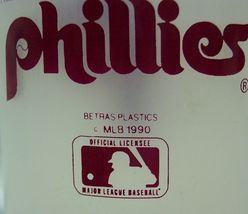 phillies
®
BETRAS PLASTICS
c MLB 1990
OFFICIAL LICENSEE
MAJOR LEAGUE BASEBALL